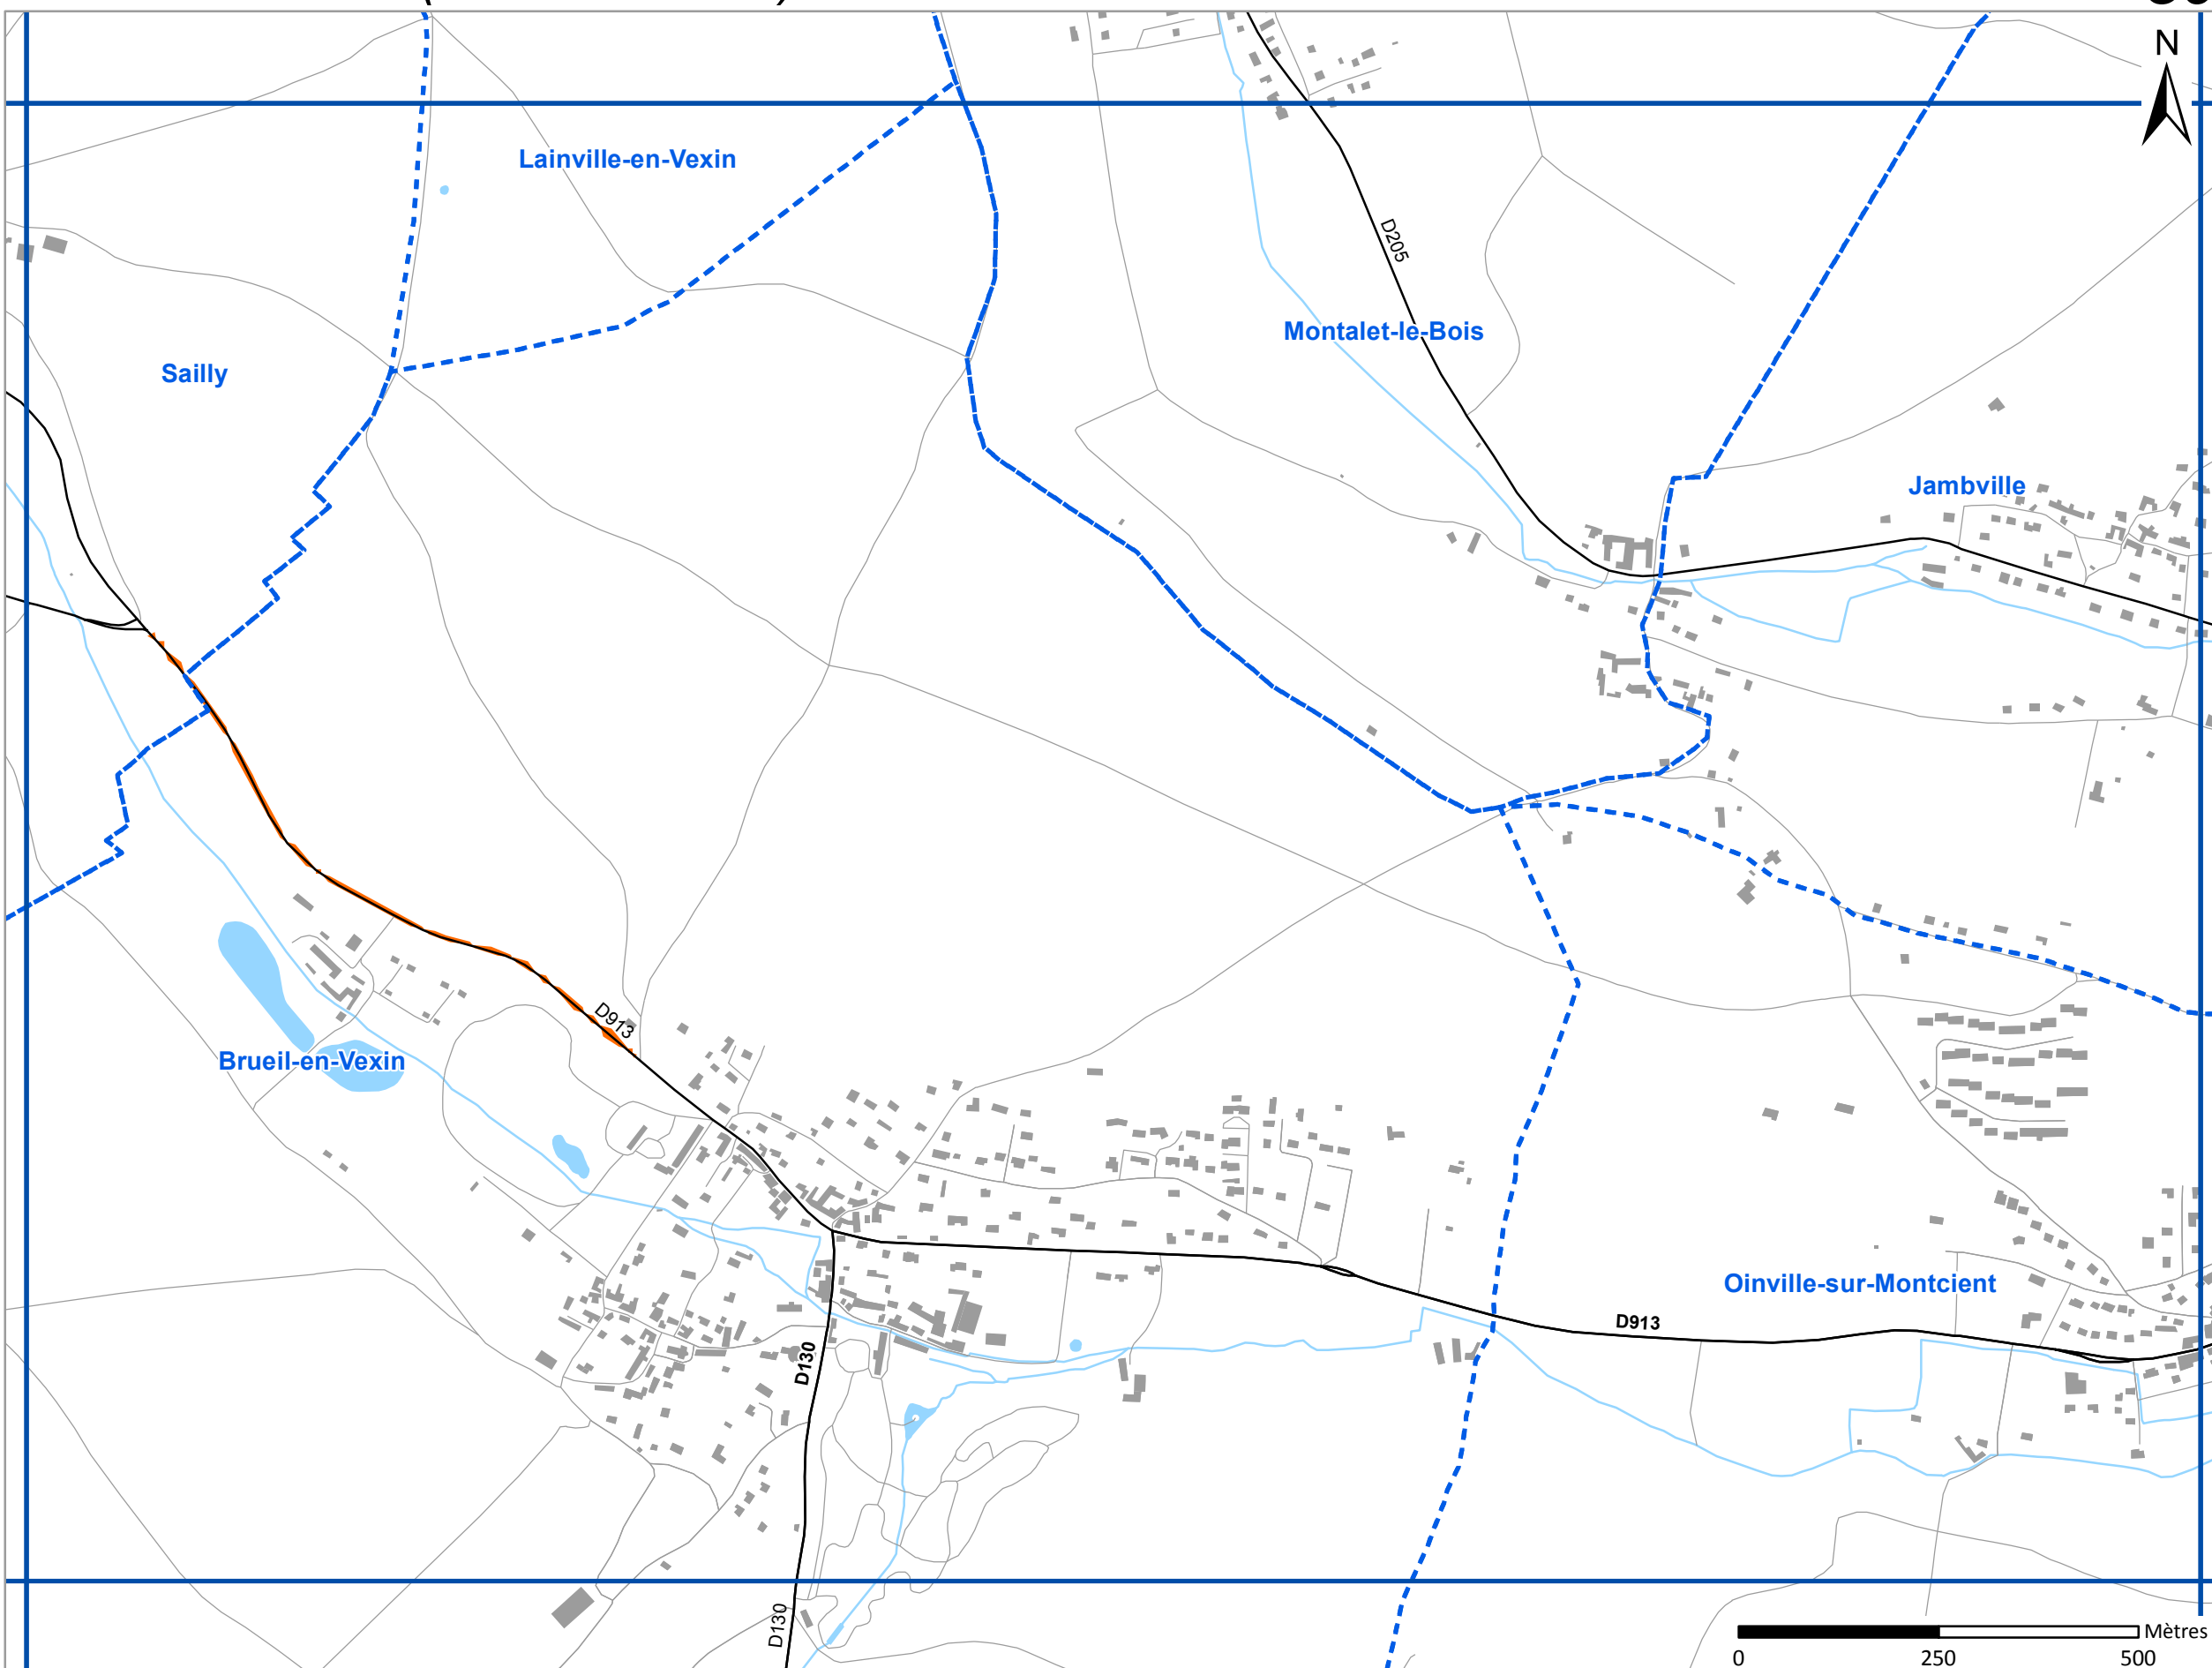 N
Lainville-en-Vexin
D205
Montalet-le-Bois
Sailly
Jambville
D913
Brueil-en-Vexin
Oinville-sur-Montcient
D913
D130
D130
Mètres
0 250 500